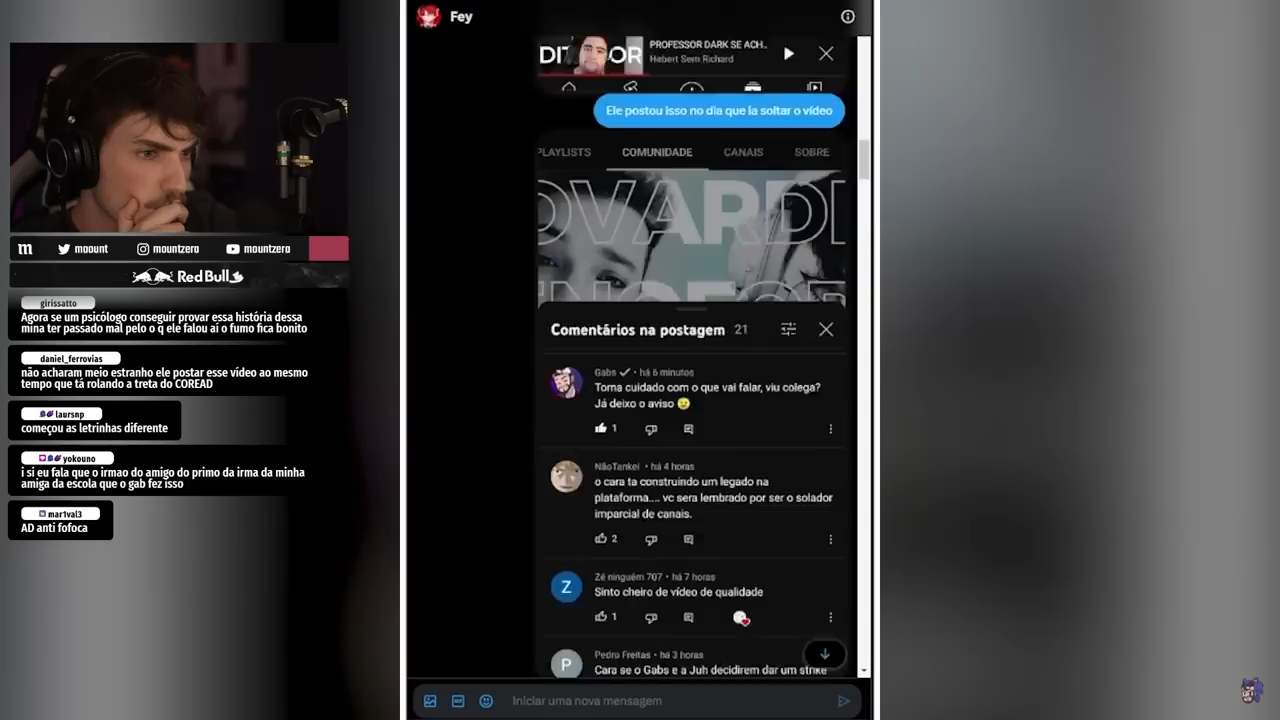 Fey
DIT OR
PROFESSOR DARK SE ACH..
Hebert Sem Richard
Ele postou isso no dia que ia soltar o vídeo
PLAYLISTS COMUNIDADE CANAIS SOBRE
OVARDI
Comentários na postagem 21
Gabs • há 6 minutos
Toma cuidado com o que vai falar, viu colega?
Já deixo o aviso 😉
1
NãoTankei • há 4 horas
o cara ta construindo um legado na
plataforma.... vc sera lembrado por ser o solador
imparcial de canais.
2
Z
Zé ninguém 707 • há 7 horas
Sinto cheiro de vídeo de qualidade
1
P
Pedro Freitas • há 3 horas
Cara se o Gabs e a Juh decidirem dar um strike
Iniciar uma nova mensagem
m moount mountzera mountzera
Red Bull
girissatto
Agora se um psicólogo conseguir provar essa história dessa
mina ter passado mal pelo o q ele falou aí o fumo fica bonito
daniel_ferrovias
não acharam meio estranho ele postar esse vídeo ao mesmo
tempo que tá rolando a treta do COREAD
laursnp
começou as letrinhas diferente
yokouno
i si eu fala que o irmao do amigo do primo da irma da minha
amiga da escola que o gab fez isso
mar1val3
AD anti fofoca